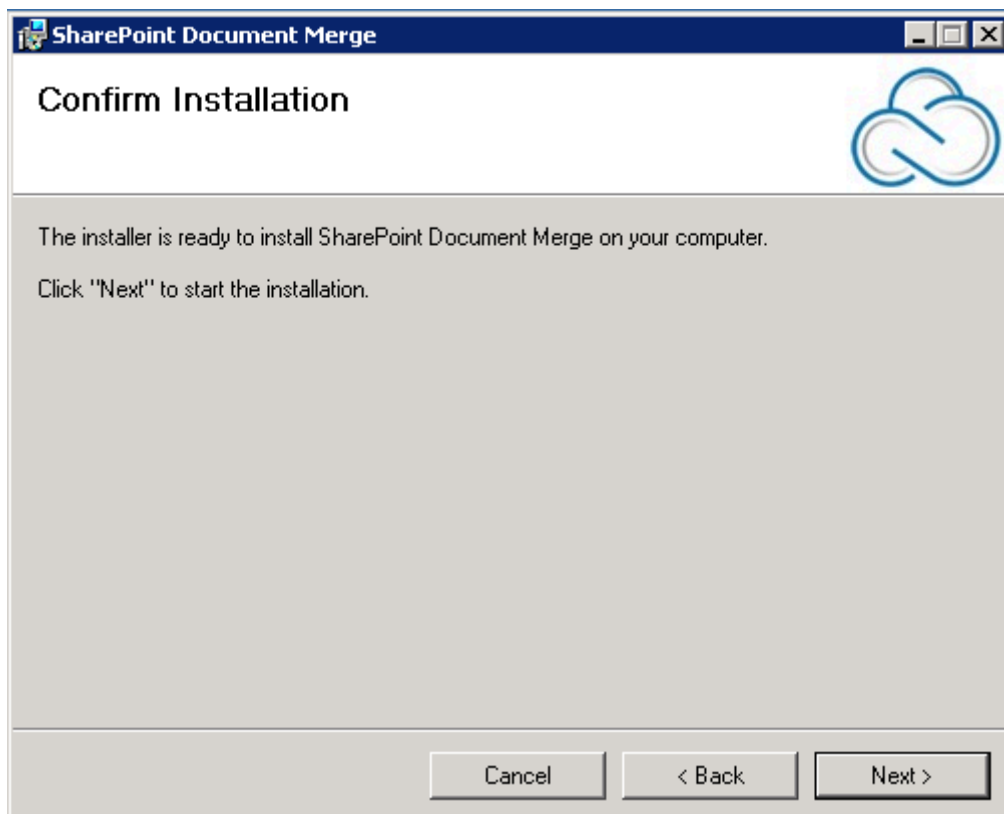 SharePoint Document Merge
Confirm Installation
The installer is ready to install SharePoint Document Merge on your computer.
Click "Next" to start the installation.
Cancel
< Back
Next >